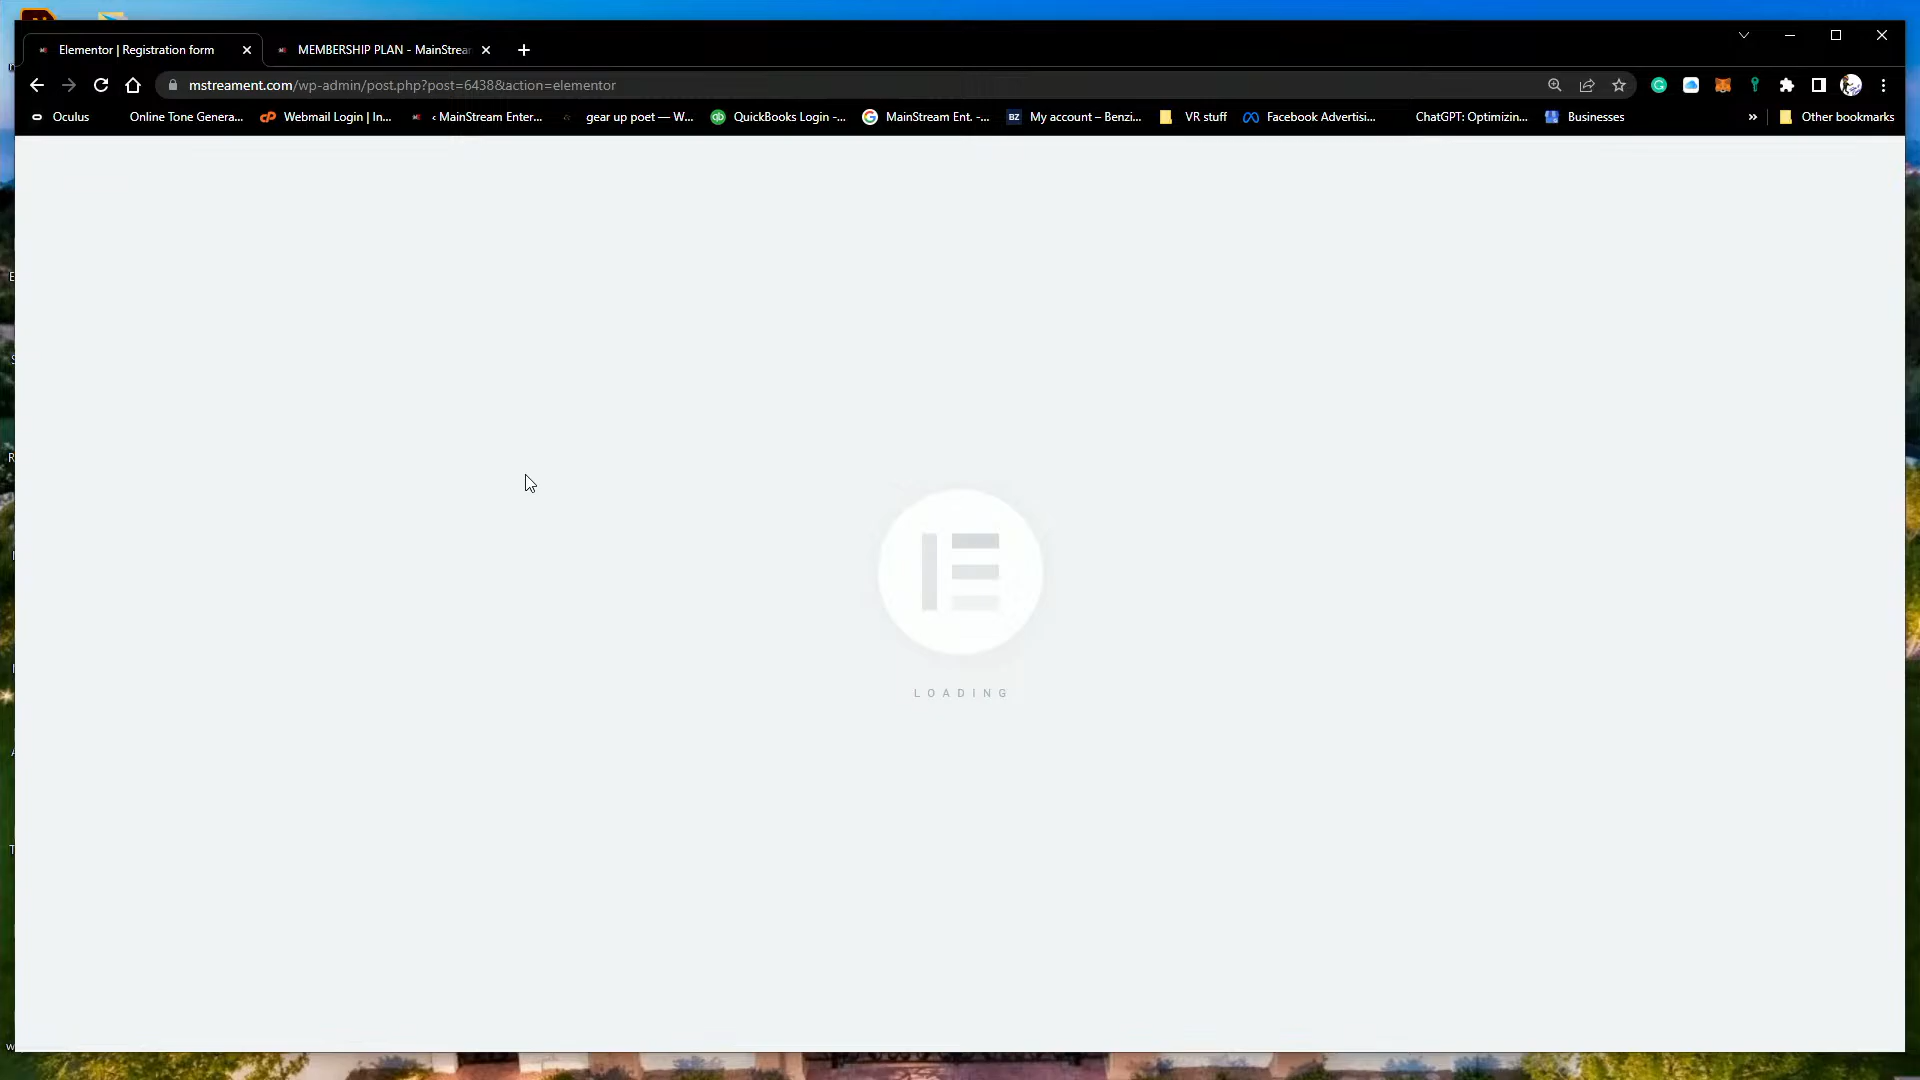 Elementor | Registration form
MEMBERSHIP PLAN - MainStrea
mstreament.com/wp-admin/post.php?post=6438&action=elementor
Oculus
Online Tone Genera...
Webmail Login | In...
‹ MainStream Enter...
gear up poet — W...
QuickBooks Login -...
MainStream Ent. -...
BZ My account – Benzi...
VR stuff
Facebook Advertisi...
ChatGPT: Optimizin...
Businesses
»
Other bookmarks
LOADING